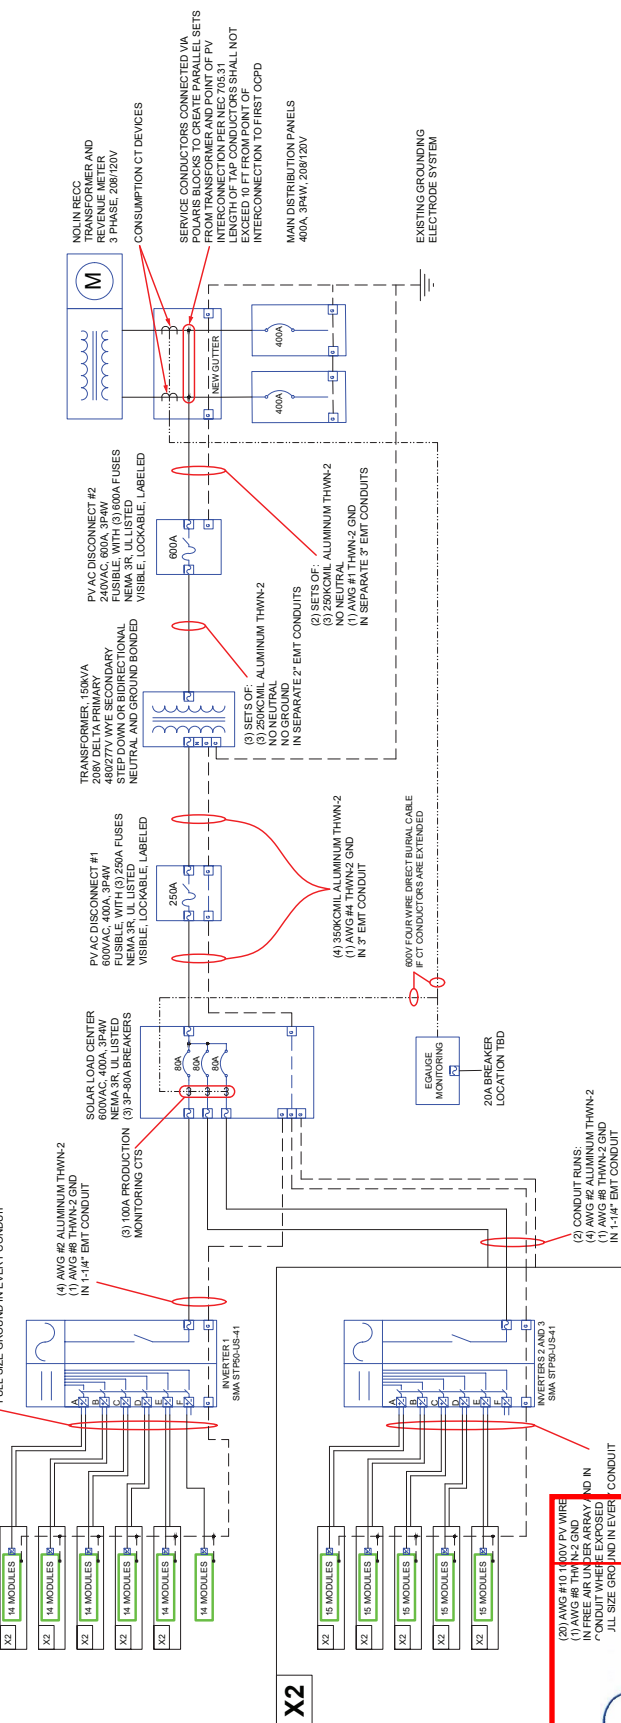 NOLIN RECC
TRANSFORMER AND
REVENUE METER
3 PHASE, 208/120V
CONSUMPTION CT DEVICES
SERVICE CONDUCTORS CONNECTED VIA
POLARIS BLOCKS TO CREATE PARALLEL SETS
FROM TRANSFORMER AND POINT OF PV
INTERCONNECTION PER NEC 705.31
LENGTH OF TAP CONDUCTORS SHALL NOT
EXCEED 10 FT FROM POINT OF
INTERCONNECTION TO FIRST OCPD
MAIN DISTRIBUTION PANELS
400A, 3P4W, 208/120V
EXISTING GROUNDING
ELECTRODE SYSTEM
M
NEW GUTTER
G
G
400A
400A
G
G
G
G
PV AC DISCONNECT #2
240VAC, 600A, 3P4W
FUSIBLE, WITH (3) 600A FUSES
NEMA 3R, UL LISTED
VISIBLE, LOCKABLE, LABELED
600A
G
(2) SETS OF:
(3) 250KCMIL ALUMINUM THWN-2
NO NEUTRAL
(1) AWG #1 THWN-2 GND
IN SEPARATE 3" EMT CONDUITS
TRANSFORMER, 150kVA
208V DELTA PRIMARY
480/277V WYE SECONDARY
STEP DOWN OR BIDIRECTIONAL
NEUTRAL AND GROUND BONDED
N
G
G
(3) SETS OF:
(3) 250KCMIL ALUMINUM THWN-2
NO NEUTRAL
NO GROUND
IN SEPARATE 2" EMT CONDUITS
PV AC DISCONNECT #1
600VAC, 400A, 3P4W
FUSIBLE, WITH (3) 250A FUSES
NEMA 3R, UL LISTED
VISIBLE, LOCKABLE, LABELED
250A
G
G
(4) 350KCMIL ALUMINUM THWN-2
(1) AWG #4 THWN-2 GND
IN 3" EMT CONDUIT
600V FOUR WIRE DIRECT BURIAL CABLE
IF CT CONDUCTORS ARE EXTENDED
SOLAR LOAD CENTER
600VAC, 400A, 3P4W
NEMA 3R, UL LISTED
(3) 3P-80A BREAKERS
80A
80A
80A
G
G
G
G
(3) 100A PRODUCTION
MONITORING CTS
EGAUGE
MONITORING
20A BREAKER
LOCATION TBD
(4) AWG #2 ALUMINUM THWN-2
(1) AWG #8 THWN-2 GND
IN 1-1/4" EMT CONDUIT
(2) CONDUIT RUNS:
(4) AWG #2 ALUMINUM THWN-2
(1) AWG #8 THWN-2 GND
IN 1-1/4" EMT CONDUIT
INVERTER 1
SMA STP50-US-41
A
B
C
D
E
F
G
G
INVERTERS 2 AND 3
SMA STP50-US-41
A
B
C
D
E
F
G
G
14 MODULES
X2
14 MODULES
X2
14 MODULES
X2
14 MODULES
X2
14 MODULES
X2
14 MODULES
15 MODULES
X2
15 MODULES
X2
15 MODULES
X2
15 MODULES
X2
15 MODULES
X2
X2
(20) AWG #10 1000V PV WIRE
(1) AWG #8 THWN-2 GND
IN FREE AIR UNDER ARRAY AND IN
CONDUIT WHERE EXPOSED
SIZE GROUND IN EVERY CONDUIT